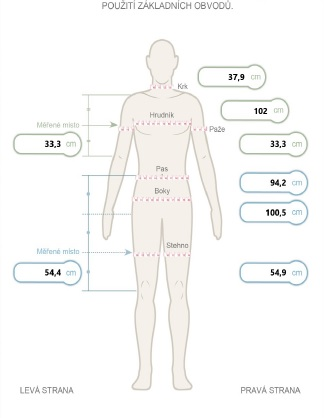 POUŽITÍ ZÁKLADNÍCH OBVODŮ.
37,9 cm
Krk
102 cm
Hrudník
Měřené místo
Paže
33,3 cm
33,3 cm
Pas
94,2 cm
Boky
100,5 cm
Stehno
Měřené místo
54,4 cm
54,9 cm
LEVÁ STRANA
PRAVÁ STRANA